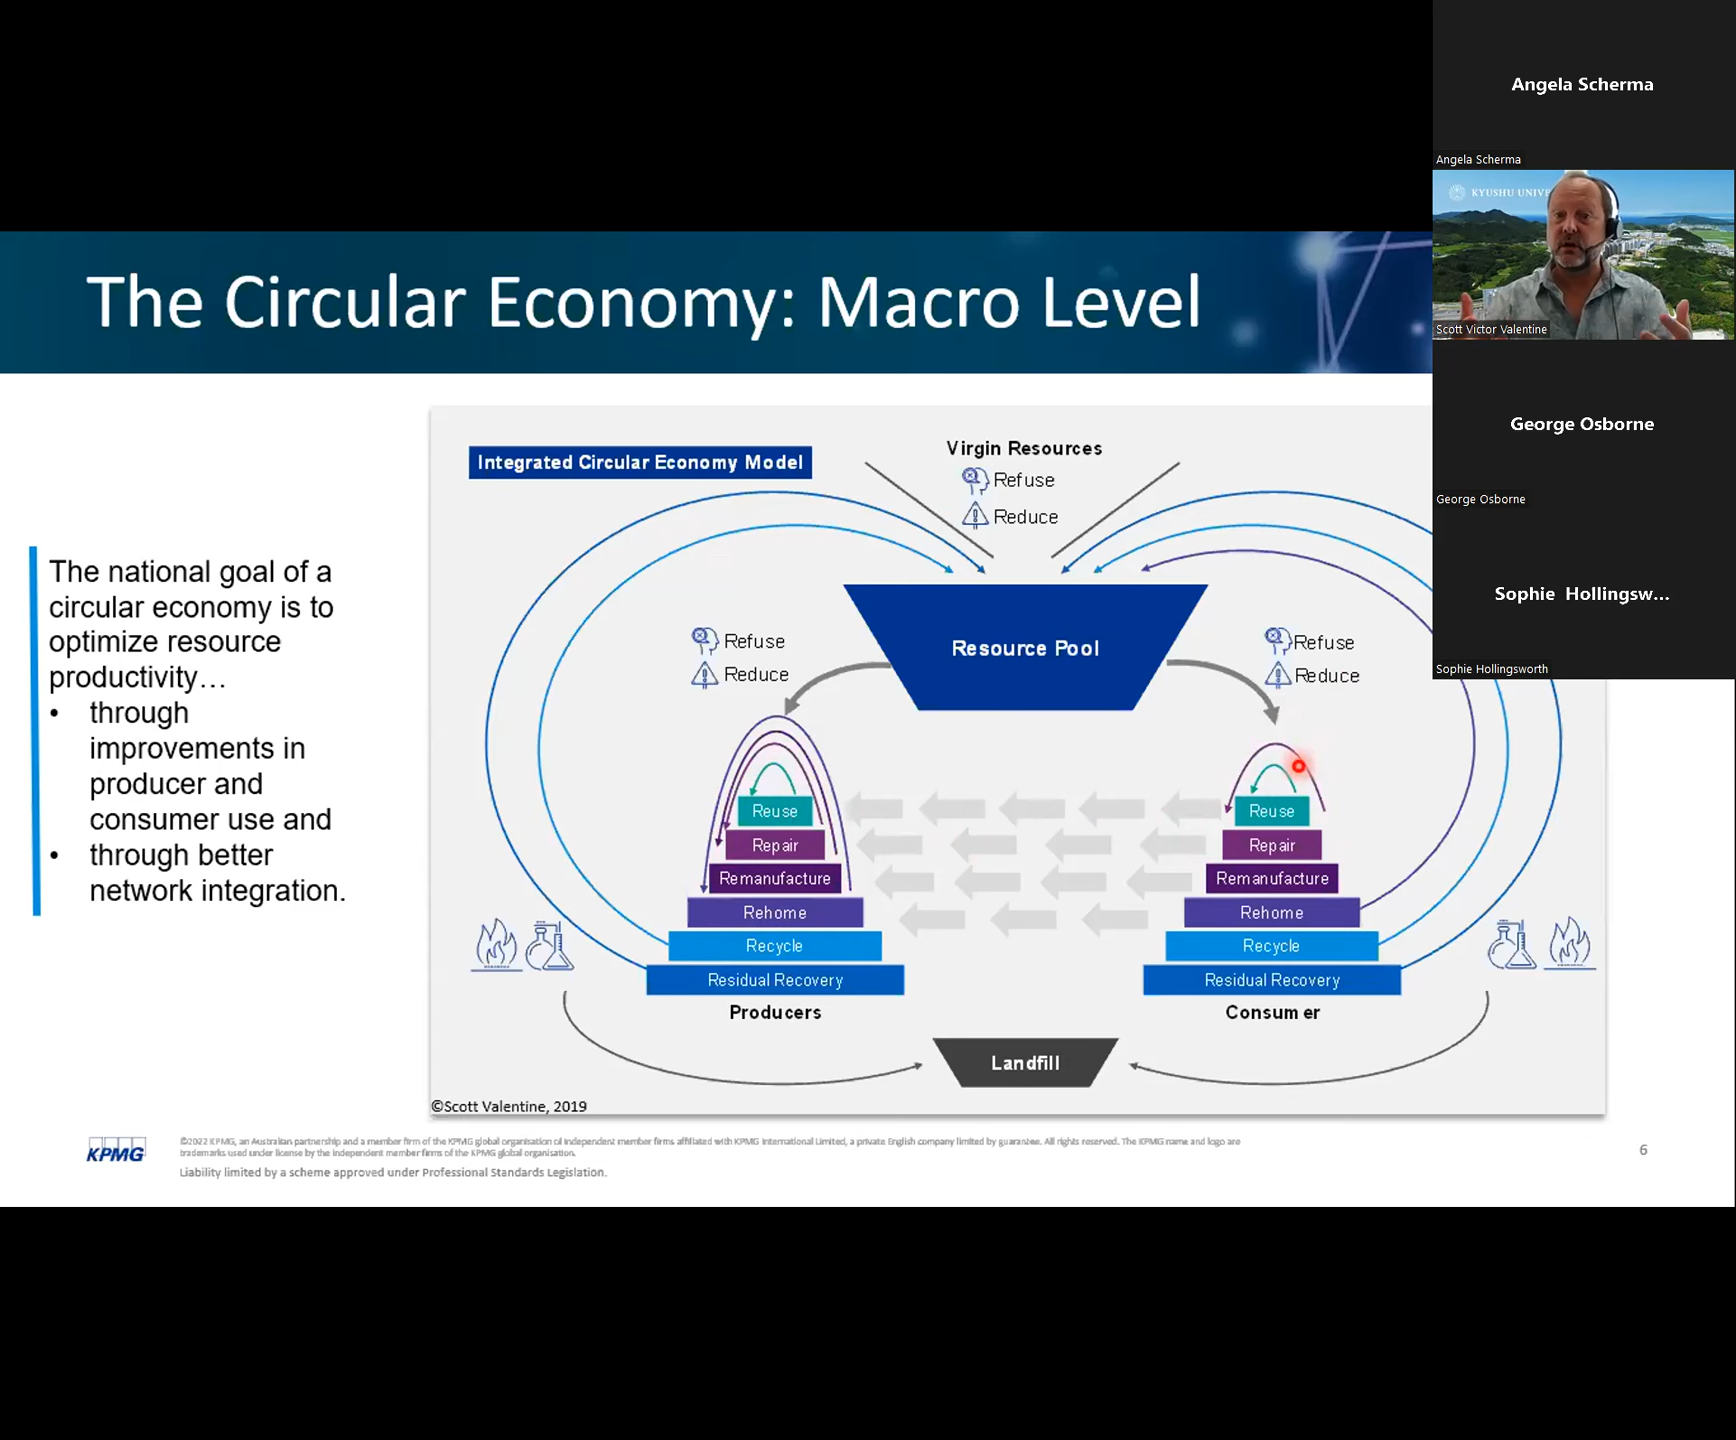 Angela Scherma
Angela Scherma
KYUSHU UNIVE
Scott Victor Valentine
George Osborne
George Osborne
Sophie Hollingsw...
Sophie Hollingsworth
The Circular Economy: Macro Level
The national goal of a
circular economy is to
optimize resource
productivity…
• through
improvements in
producer and
consumer use and
• through better
network integration.
Integrated Circular Economy Model
Virgin Resources
Refuse
Reduce
Resource Pool
Refuse
Reduce
Refuse
Reduce
Reuse
Repair
Remanufacture
Rehome
Recycle
Residual Recovery
Producers
Reuse
Repair
Remanufacture
Rehome
Recycle
Residual Recovery
Consumer
Landfill
©Scott Valentine, 2019
KPMG
©2022 KPMG, an Australian partnership and a member firm of the KPMG global organisation of independent member firms affiliated with KPMG International Limited, a private English company limited by guarantee. All rights reserved. The KPMG name and logo are
trademarks used under license by the independent member firms of the KPMG global organisation.
Liability limited by a scheme approved under Professional Standards Legislation.
6